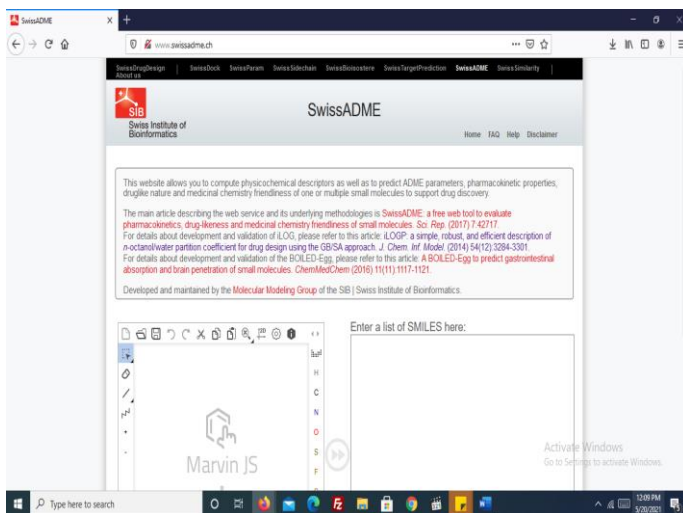 SwissADME
www.swissadme.ch
SwissDrugDesign | SwissDock SwissParam SwissSidechain SwissBioisostere SwissTargetPrediction SwissADME SwissSimilarity |
About us
SIB
Swiss Institute of
Bioinformatics
SwissADME
Home FAQ Help Disclaimer
This website allows you to compute physicochemical descriptors as well as to predict ADME parameters, pharmacokinetic properties,
druglike nature and medicinal chemistry friendliness of one or multiple small molecules to support drug discovery.
The main article describing the web service and its underlying methodologies is SwissADME: a free web tool to evaluate
pharmacokinetics, drug-likeness and medicinal chemistry friendliness of small molecules. Sci. Rep. (2017) 7:42717.
For details about development and validation of iLOG, please refer to this article: iLOGP: a simple, robust, and efficient description of
n-octanol/water partition coefficient for drug design using the GB/SA approach. J. Chem. Inf. Model. (2014) 54(12):3284-3301.
For details about development and validation of the BOILED-Egg, please refer to this article: A BOILED-Egg to predict gastrointestinal
absorption and brain penetration of small molecules. ChemMedChem (2016) 11(11):1117-1121.
Developed and maintained by the Molecular Modeling Group of the SIB | Swiss Institute of Bioinformatics.
Enter a list of SMILES here:
H
C
N
O
S
F
Marvin JS
Activate Windows
Go to Settings to activate Windows.
Type here to search
12:09 PM
5/20/2021